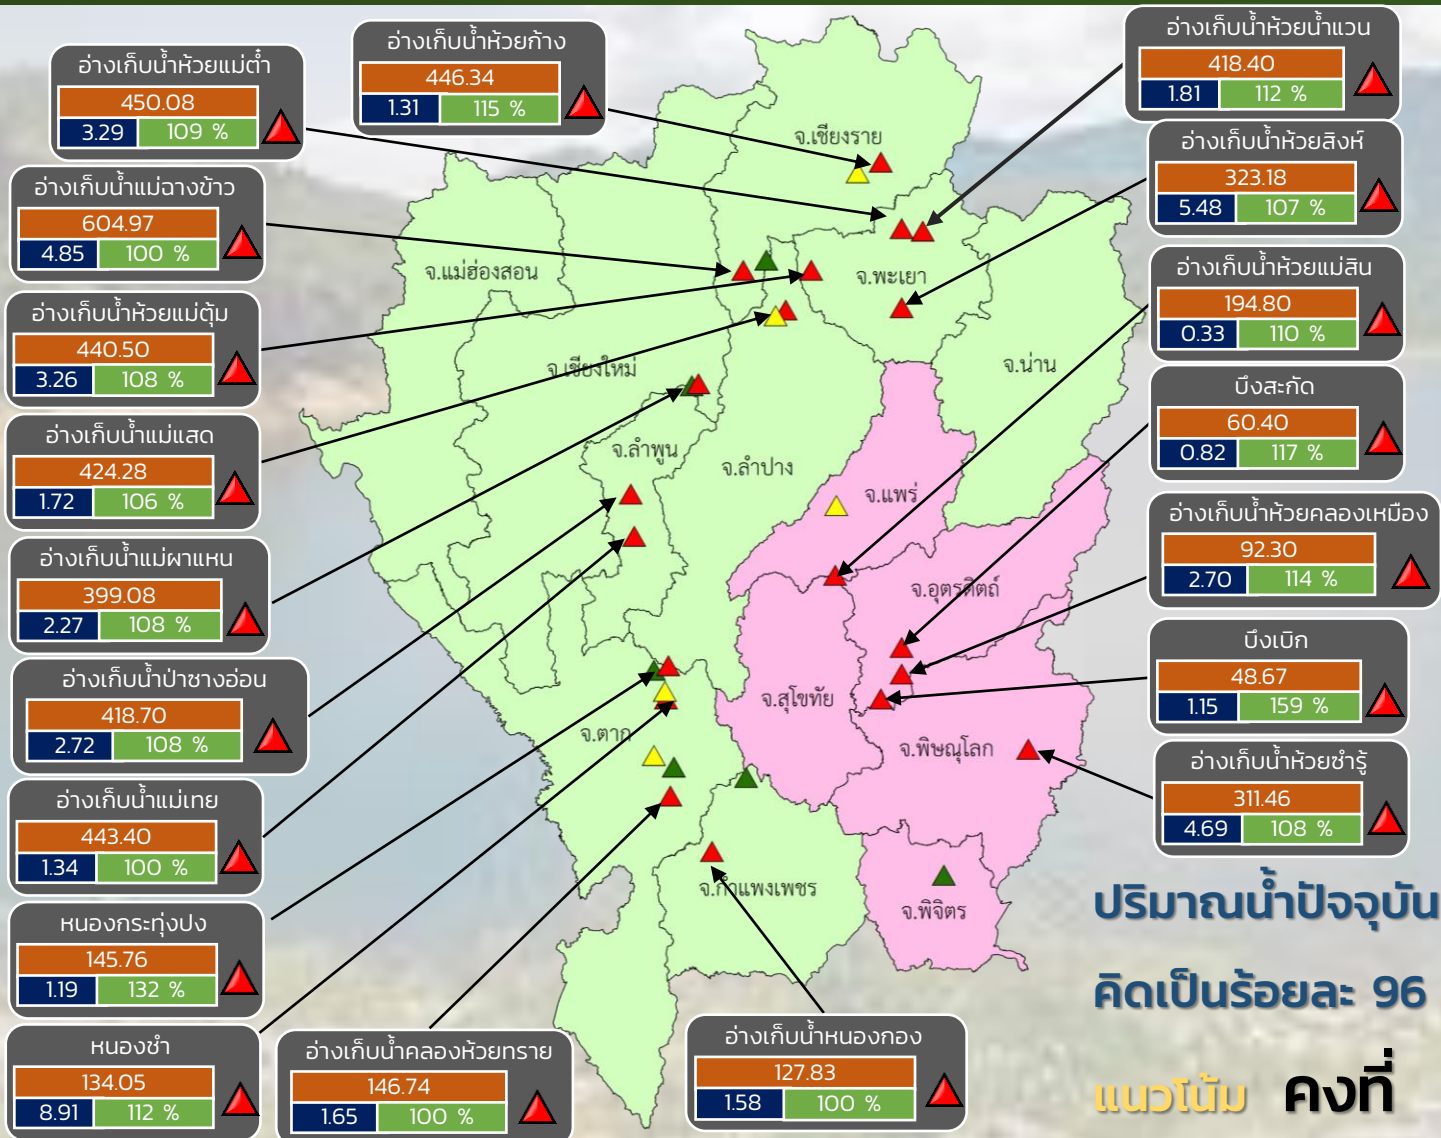 อ่างเก็บน้ำห้วยแม่ต๋ำ
450.08
3.29 109 %
อ่างเก็บน้ำห้วยก้าง
446.34
1.31 115 %
อ่างเก็บน้ำห้วยน้ำแวน
418.40
1.81 112 %
อ่างเก็บน้ำแม่ฉางข้าว
604.97
4.85 100 %
อ่างเก็บน้ำห้วยสิงห์
323.18
5.48 107 %
อ่างเก็บน้ำห้วยแม่ตุ้ม
440.50
3.26 108 %
อ่างเก็บน้ำห้วยแม่สิน
194.80
0.33 110 %
อ่างเก็บน้ำแม่แสด
424.28
1.72 106 %
บึงสะกัด
60.40
0.82 117 %
อ่างเก็บน้ำแม่ผาแหน
399.08
2.27 108 %
อ่างเก็บน้ำห้วยคลองเหมือง
92.30
2.70 114 %
อ่างเก็บน้ำป่าซางอ่อน
418.70
2.72 108 %
บึงเบิก
48.67
1.15 159 %
อ่างเก็บน้ำแม่เทย
443.40
1.34 100 %
อ่างเก็บน้ำห้วยซำรู้
311.46
4.69 108 %
หนองกระทุ่งปง
145.76
1.19 132 %
หนองชำ
134.05
8.91 112 %
อ่างเก็บน้ำคลองห้วยทราย
146.74
1.65 100 %
อ่างเก็บน้ำหนองกอง
127.83
1.58 100 %
จ.เชียงราย
จ.แม่ฮ่องสอน
จ.พะเยา
จ.น่าน
จ.เชียงใหม่
จ.ลำพูน
จ.ลำปาง
จ.แพร่
จ.อุตรดิตถ์
จ.สุโขทัย
จ.ตาก
จ.พิษณุโลก
จ.กำแพงเพชร
จ.พิจิตร
ปริมาณน้ำปัจจุบัน
คิดเป็นร้อยละ 96
แนวโน้ม คงที่